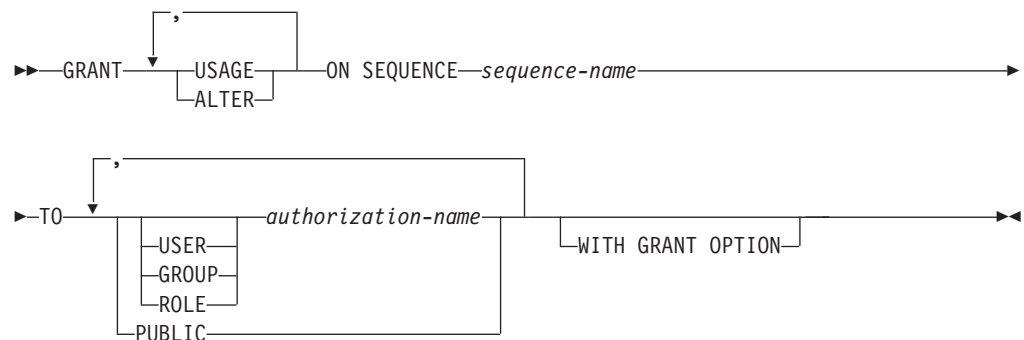 ,
GRANT USAGE ON SEQUENCE sequence-name
ALTER
,
TO authorization-name
USER WITH GRANT OPTION
GROUP
ROLE
PUBLIC